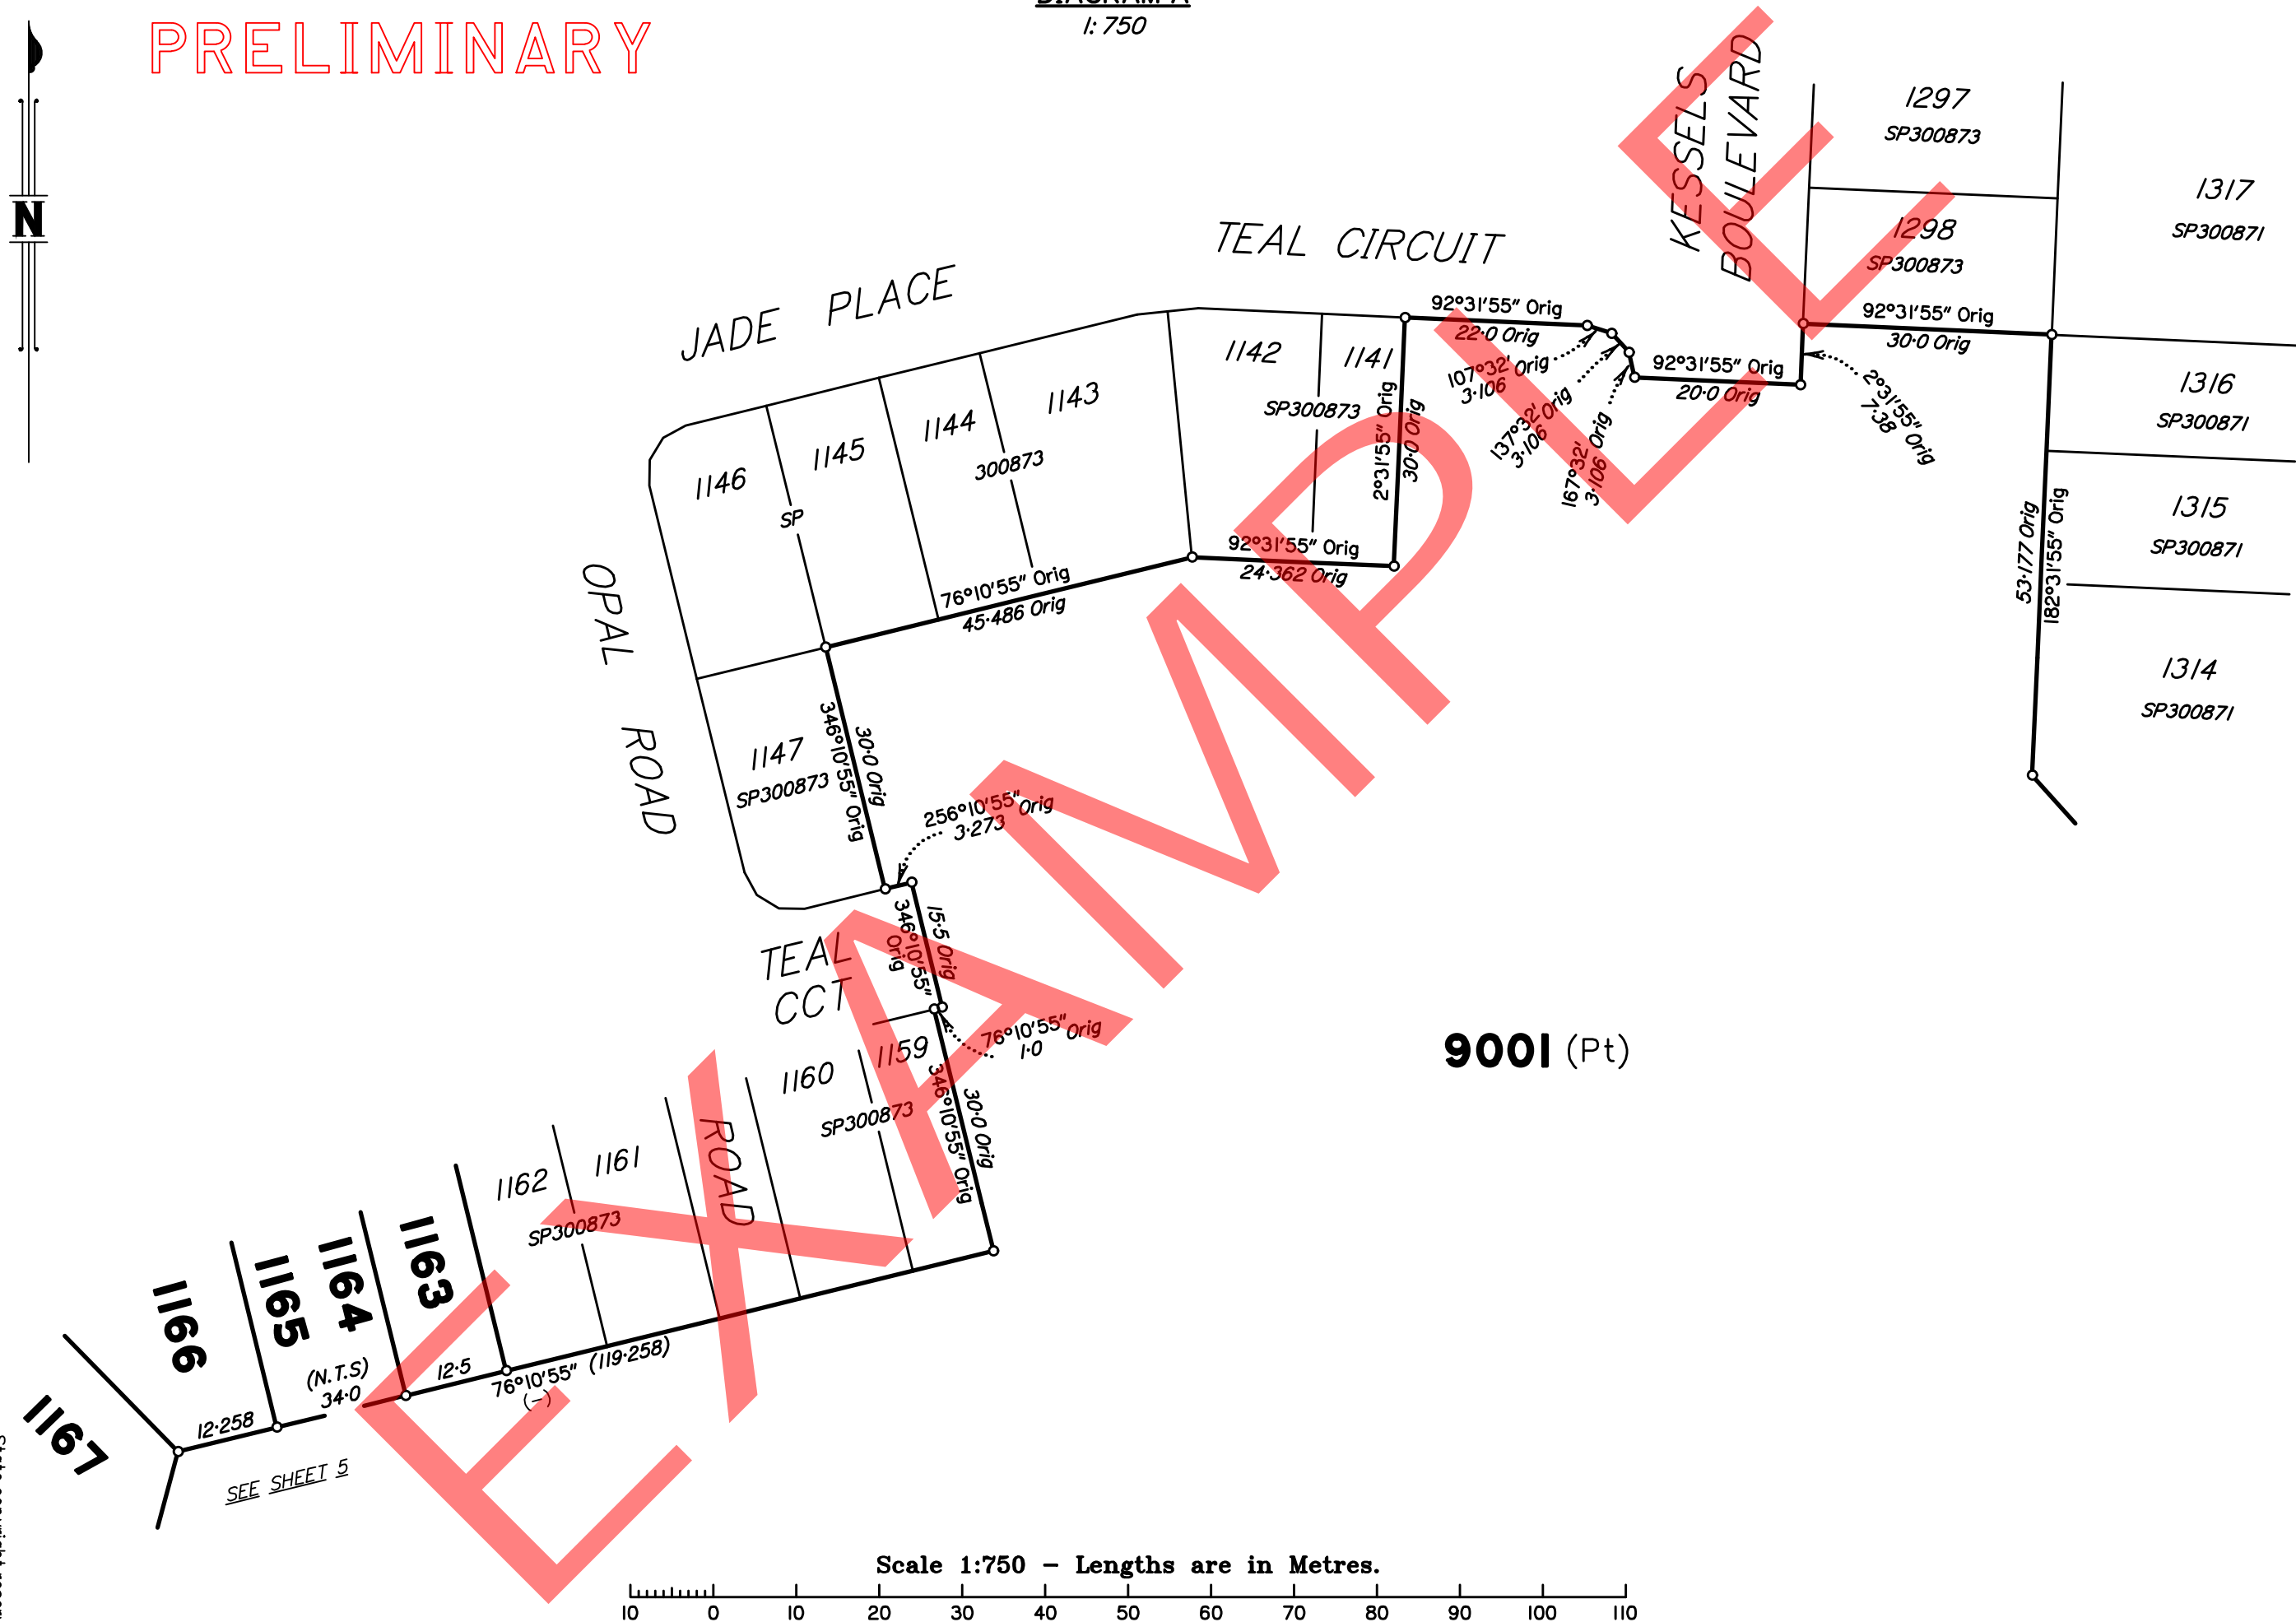 DIAGRAM A
1:750
PRELIMINARY
N
KESSELS
BOULEVARD
1297
SP300873
1317
SP300871
1298
SP300873
TEAL CIRCUIT
JADE PLACE
92°31'55" Orig
22·0 Orig
107°32' Orig
3·106
137°32' Orig
3·106
167°32' Orig
3·106
92°31'55" Orig
20·0 Orig
2°31'55" Orig
7·38
92°31'55" Orig
30·0 Orig
1316
SP300871
1315
SP300871
53·177 Orig
182°31'55" Orig
1314
SP300871
1142
1141
SP300873
2°31'55" Orig
30·0 Orig
92°31'55" Orig
24·362 Orig
1143
1144
300873
1145
SP
1146
76°10'55" Orig
45·486 Orig
OPAL
ROAD
1147
SP300873
346°10'55" Orig
30·0 Orig
256°10'55" Orig
3·273
15·5 Orig
346°10'55"
Orig
TEAL
CCT
76°10'55" Orig
1·0
1159
1160
SP300873
346°10'55" Orig
30·0 Orig
ROAD
1161
1162
SP300873
9001 (Pt)
1163
1164
1165
1166
1167
(N.T.S)
34·0
12·5
12·258
76°10'55" (119·258)
(–)
SEE SHEET 5
EXAMPLE
Scale 1:750 – Lengths are in Metres.
10 0 10 20 30 40 50 60 70 80 90 100 110